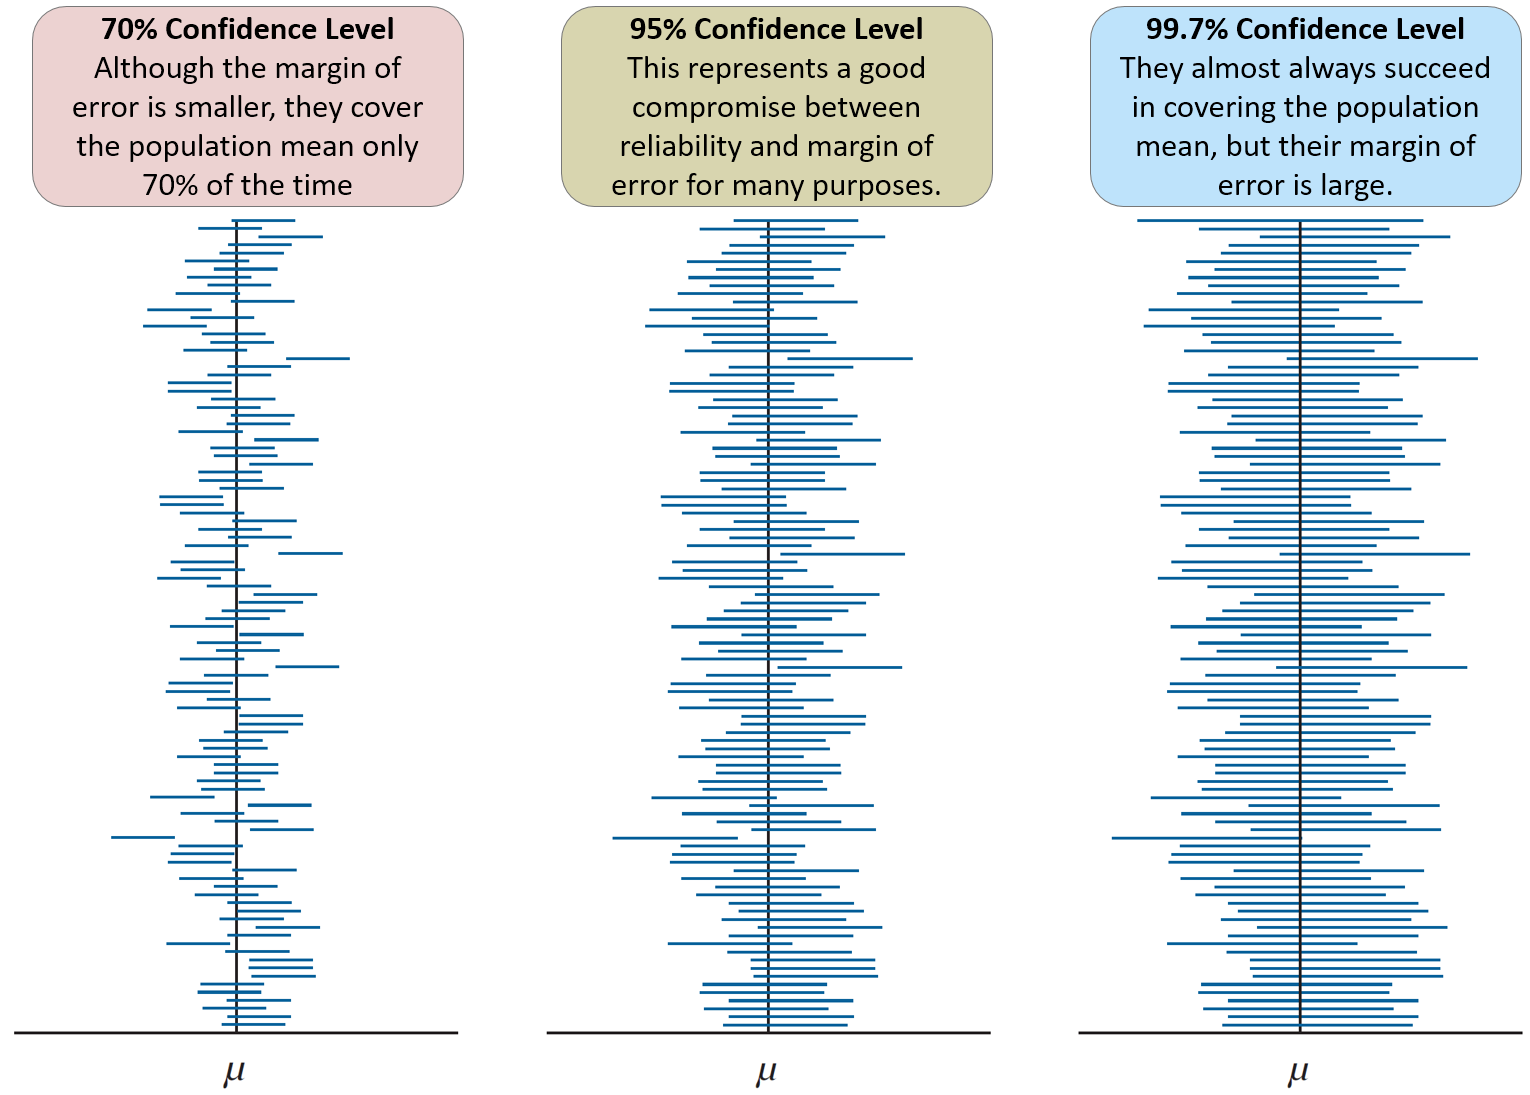 70% Confidence Level
Although the margin of
error is smaller, they cover
the population mean only
70% of the time
95% Confidence Level
This represents a good
compromise between
reliability and margin of
error for many purposes.
99.7% Confidence Level
They almost always succeed
in covering the population
mean, but their margin of
error is large.
μ
μ
μ